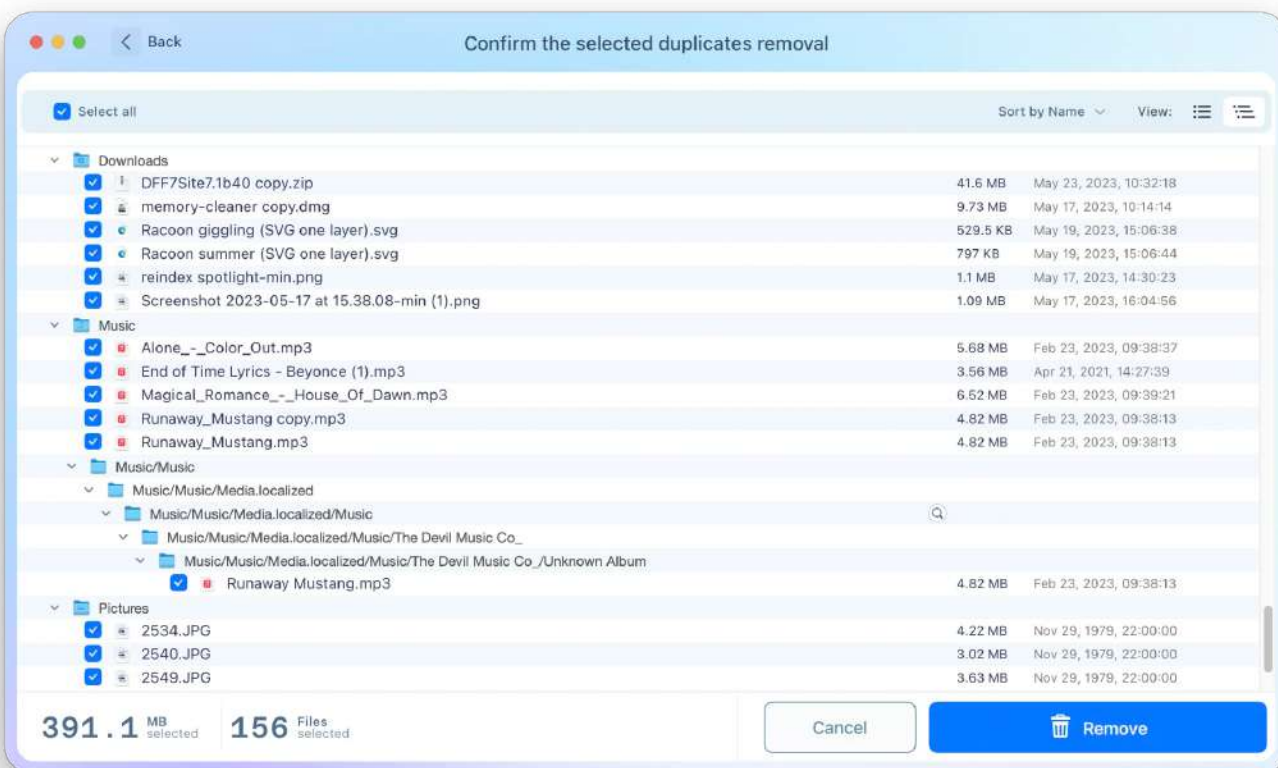 Back
Confirm the selected duplicates removal
Select all Sort by Name View:
Downloads
DFF7Site7.1b40 copy.zip 41.6 MB May 23, 2023, 10:32:18
memory-cleaner copy.dmg 9.73 MB May 17, 2023, 10:14:14
Racoon giggling (SVG one layer).svg 529.5 KB May 19, 2023, 15:06:38
Racoon summer (SVG one layer).svg 797 KB May 19, 2023, 15:06:44
reindex spotlight-min.png 1.1 MB May 17, 2023, 14:30:23
Screenshot 2023-05-17 at 15.38.08-min (1).png 1.09 MB May 17, 2023, 16:04:56
Music
Alone_-_Color_Out.mp3 5.68 MB Feb 23, 2023, 09:38:37
End of Time Lyrics - Beyonce (1).mp3 3.56 MB Apr 21, 2021, 14:27:39
Magical_Romance_-_House_Of_Dawn.mp3 6.52 MB Feb 23, 2023, 09:39:21
Runaway_Mustang copy.mp3 4.82 MB Feb 23, 2023, 09:38:13
Runaway_Mustang.mp3 4.82 MB Feb 23, 2023, 09:38:13
Music/Music
Music/Music/Media.localized
Music/Music/Media.localized/Music
Music/Music/Media.localized/Music/The Devil Music Co_
Music/Music/Media.localized/Music/The Devil Music Co_/Unknown Album
Runaway Mustang.mp3 4.82 MB Feb 23, 2023, 09:38:13
Pictures
2534.JPG 4.22 MB Nov 29, 1979, 22:00:00
2540.JPG 3.02 MB Nov 29, 1979, 22:00:00
2549.JPG 3.63 MB Nov 29, 1979, 22:00:00
391.1 MB selected 156 Files selected Cancel Remove